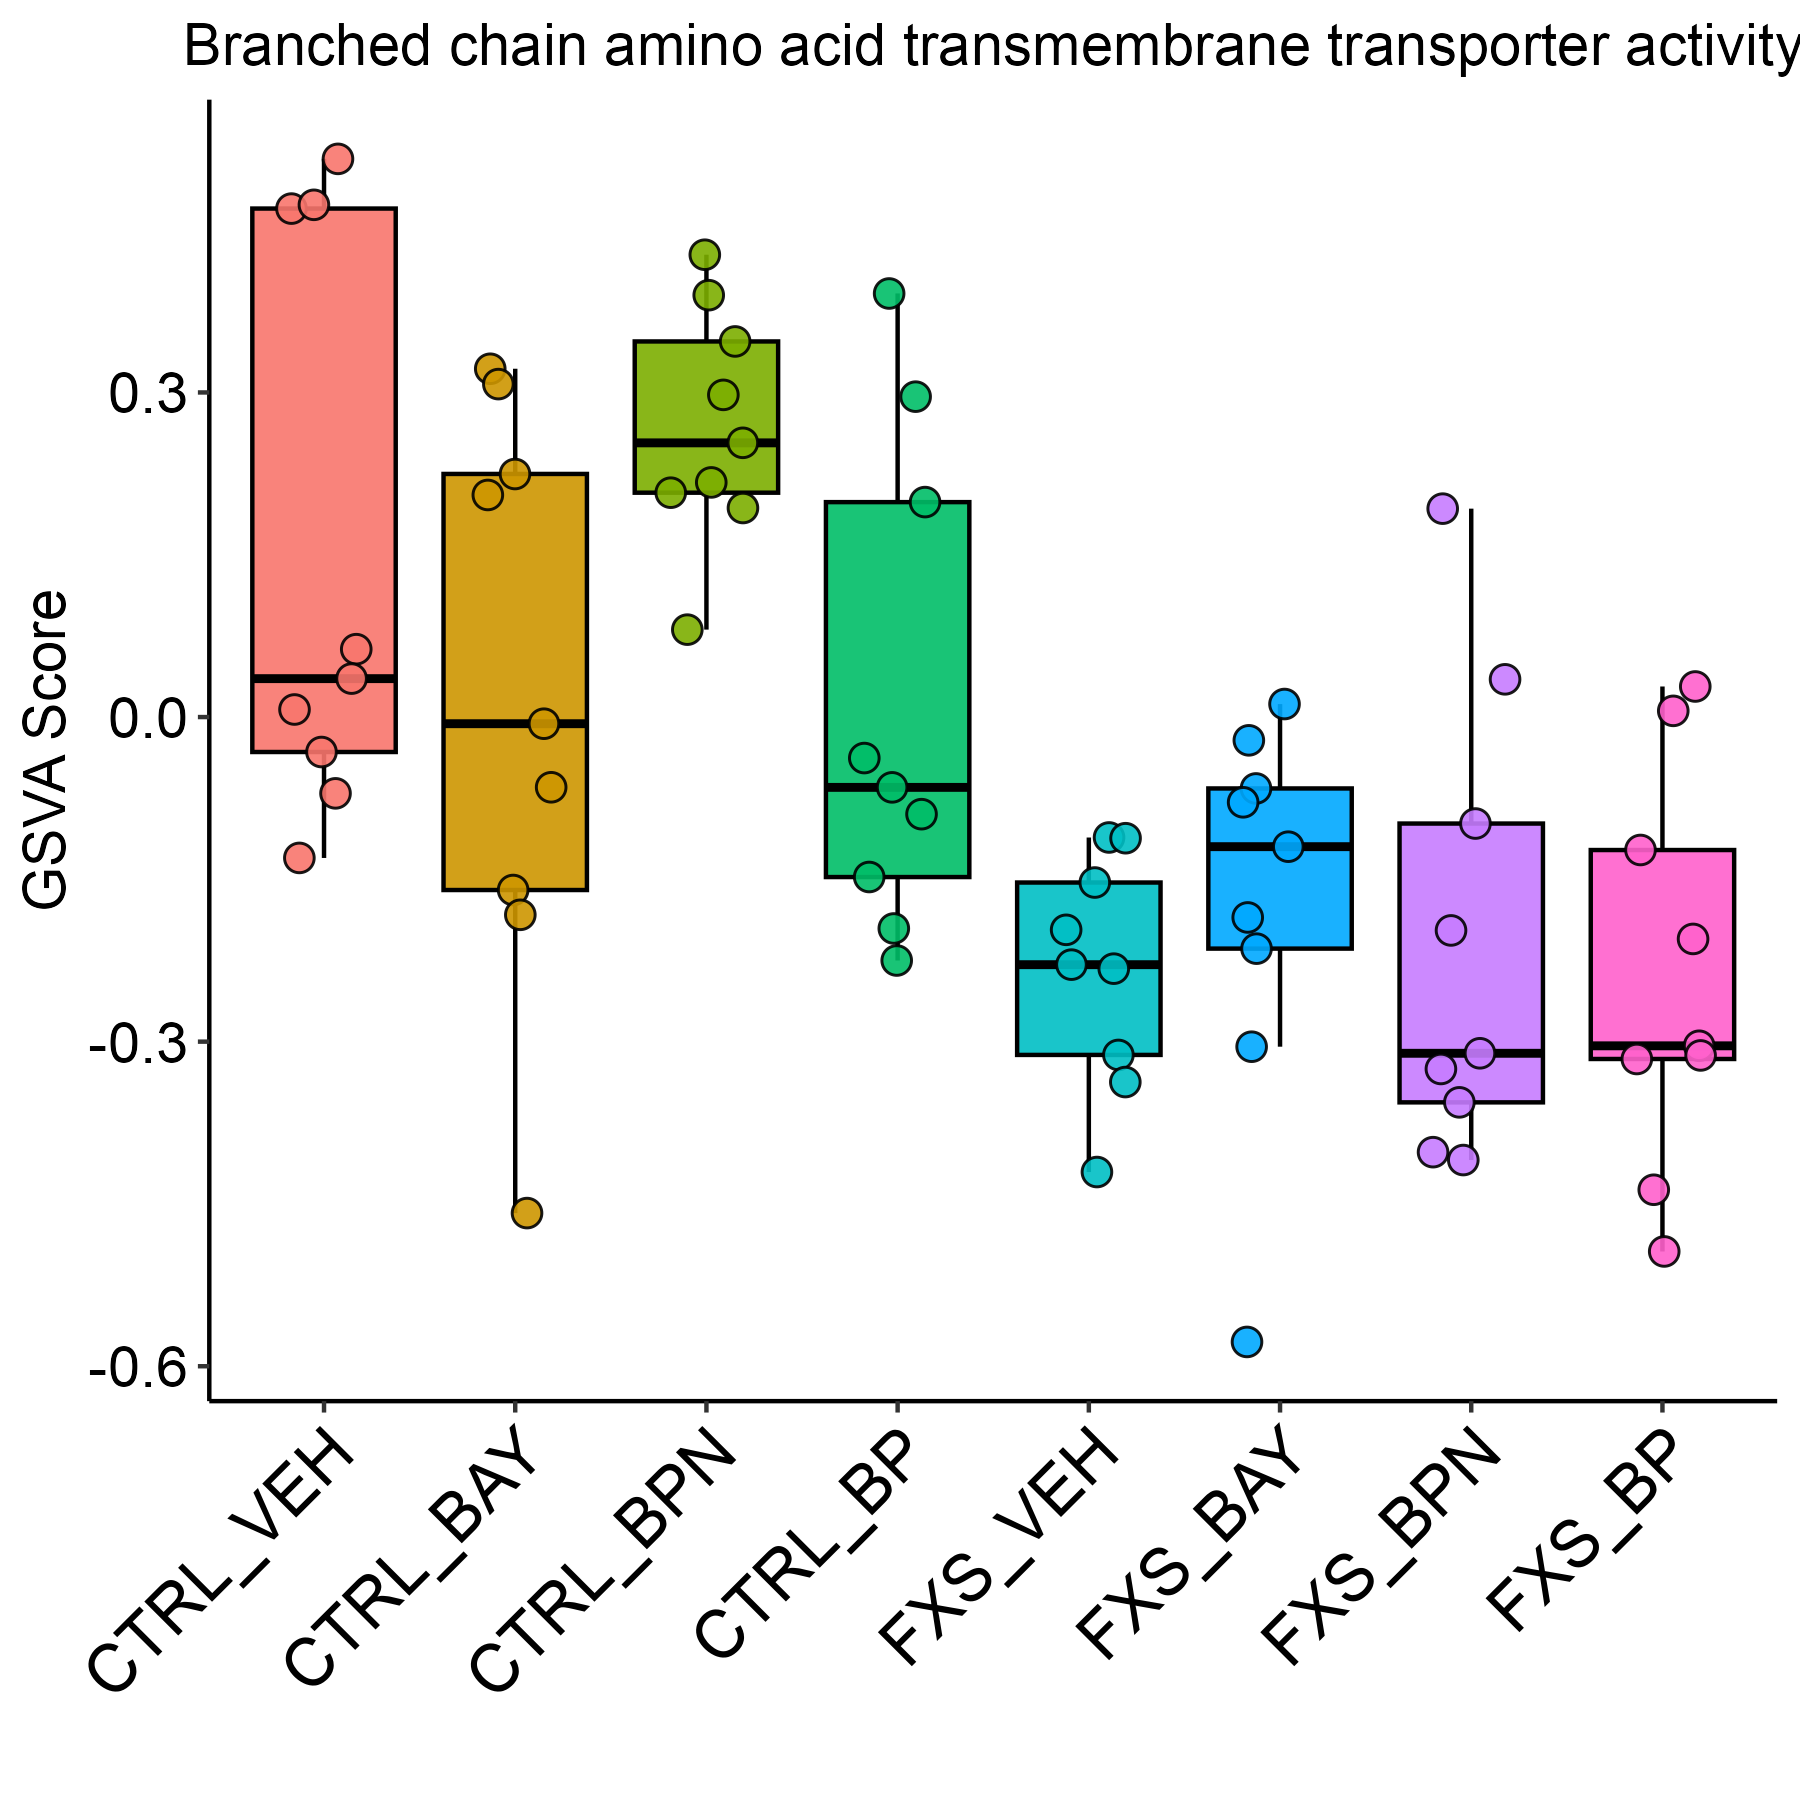 Branched chain amino acid transmembrane transporter activity
GSVA Score
0.3
0.0
-0.3
-0.6
CTRL_VEH
CTRL_BAY
CTRL_BPN
CTRL_BP
FXS_VEH
FXS_BAY
FXS_BPN
FXS_BP